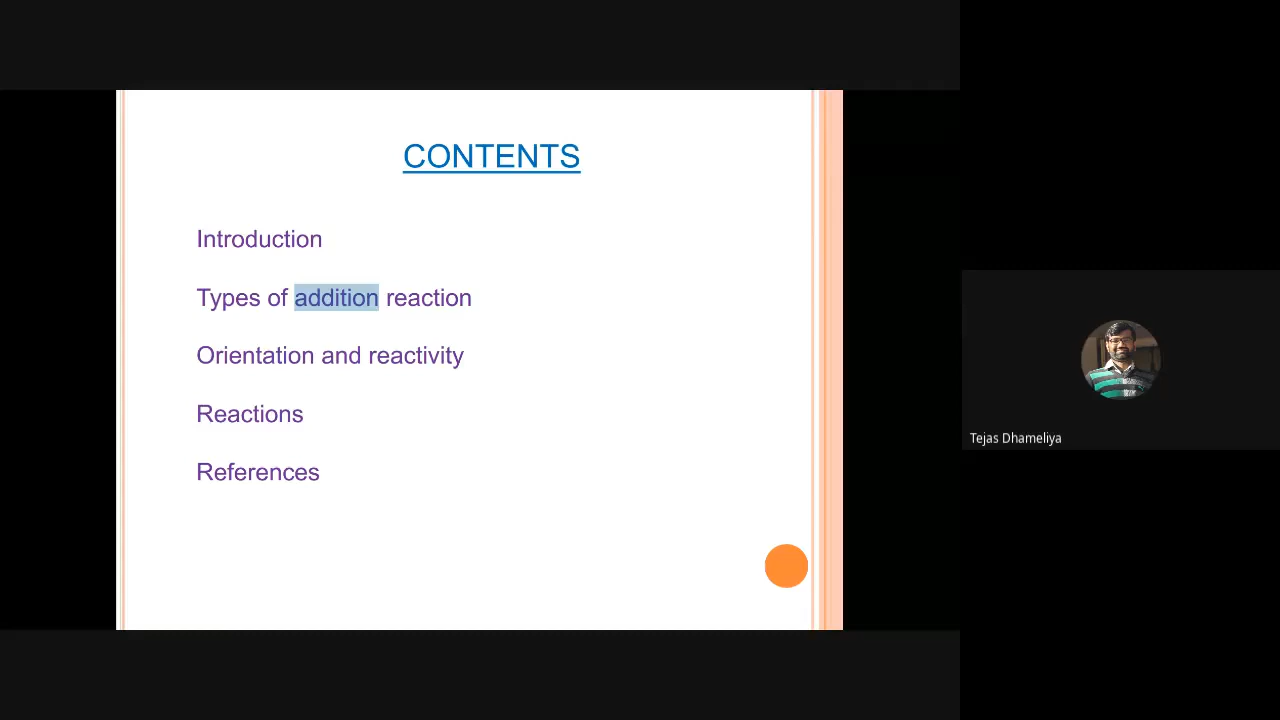 CONTENTS
Introduction
Types of addition reaction
Orientation and reactivity
Reactions
References
Tejas Dhameliya